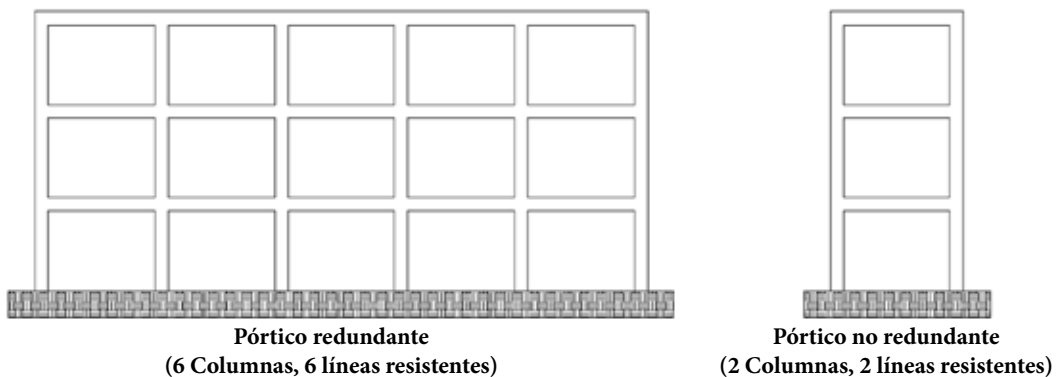 Pórtico redundante
(6 Columnas, 6 líneas resistentes)
Pórtico no redundante
(2 Columnas, 2 líneas resistentes)